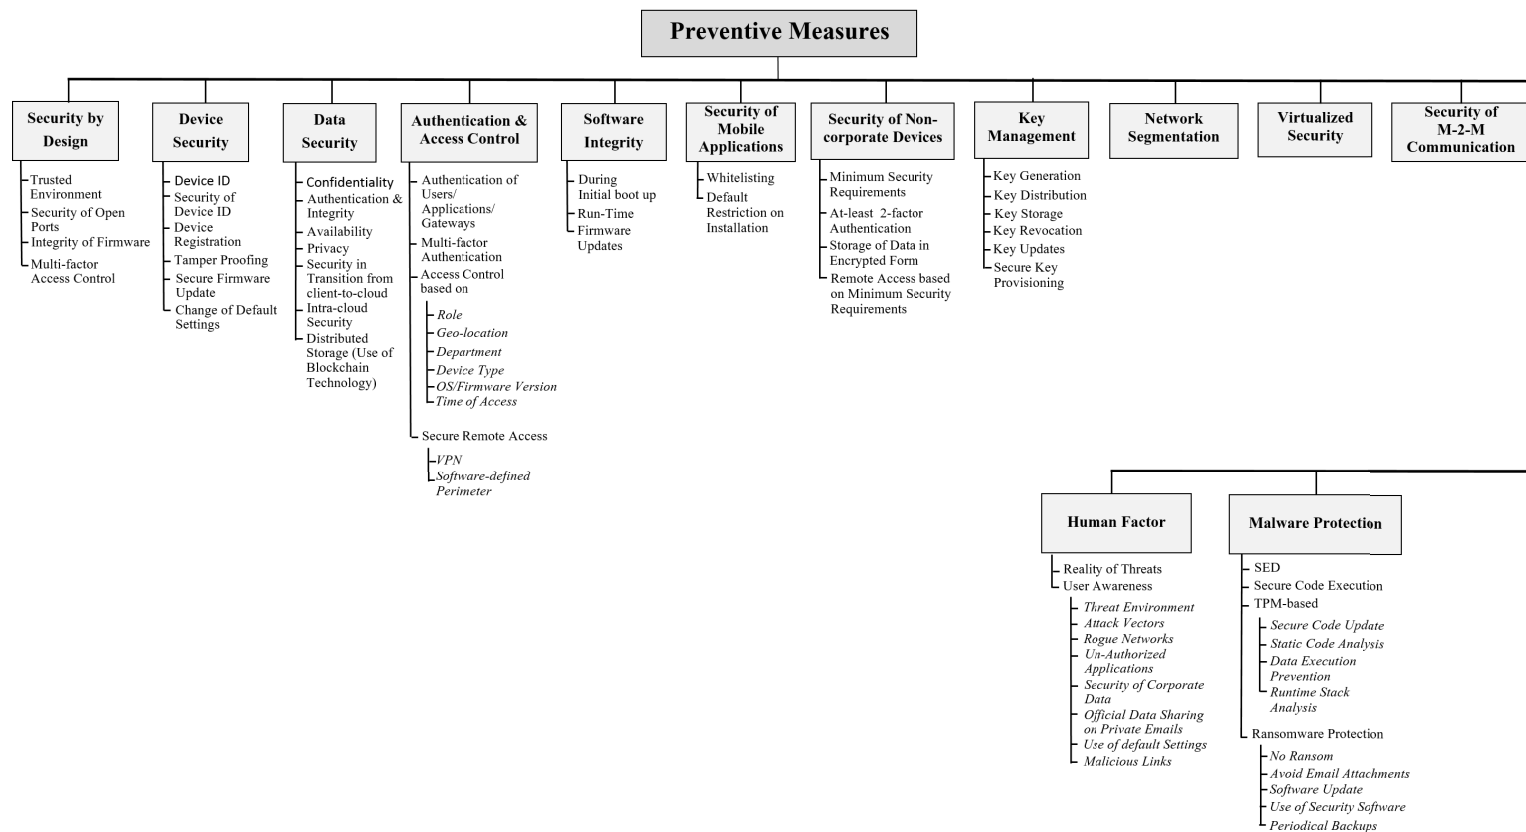 Preventive Measures
Security by
Design
Trusted
Environment
Security of Open
Ports
Integrity of Firmware
Multi-factor
Access Control
Device
Security
Device ID
Security of
Device ID
Device
Registration
Tamper Proofing
Secure Firmware
Update
Change of Default
Settings
Data
Security
Confidentiality
Authentication &
Integrity
Availability
Privacy
Security in
Transition from
client-to-cloud
Intra-cloud
Security
Distributed
Storage (Use of
Blockchain
Technology)
Authentication &
Access Control
Authentication of
Users/
Applications/
Gateways
Multi-factor
Authentication
Access Control
based on
Role
Geo-location
Department
Device Type
OS/Firmware Version
Time of Access
Secure Remote Access
VPN
Software-defined
Perimeter
Software
Integrity
During
Initial boot up
Run-Time
Firmware
Updates
Security of
Mobile
Applications
Whitelisting
Default
Restriction on
Installation
Security of Non-
corporate Devices
Minimum Security
Requirements
At-least 2-factor
Authentication
Storage of Data in
Encrypted Form
Remote Access based
on Minimum Security
Requirements
Key
Management
Key Generation
Key Distribution
Key Storage
Key Revocation
Key Updates
Secure Key
Provisioning
Network
Segmentation
Virtualized
Security
Security of
M-2-M
Communication
Human Factor
Reality of Threats
User Awareness
Threat Environment
Attack Vectors
Rogue Networks
Un-Authorized
Applications
Security of Corporate
Data
Official Data Sharing
on Private Emails
Use of default Settings
Malicious Links
Malware Protection
SED
Secure Code Execution
TPM-based
Secure Code Update
Static Code Analysis
Data Execution
Prevention
Runtime Stack
Analysis
Ransomware Protection
No Ransom
Avoid Email Attachments
Software Update
Use of Security Software
Periodical Backups